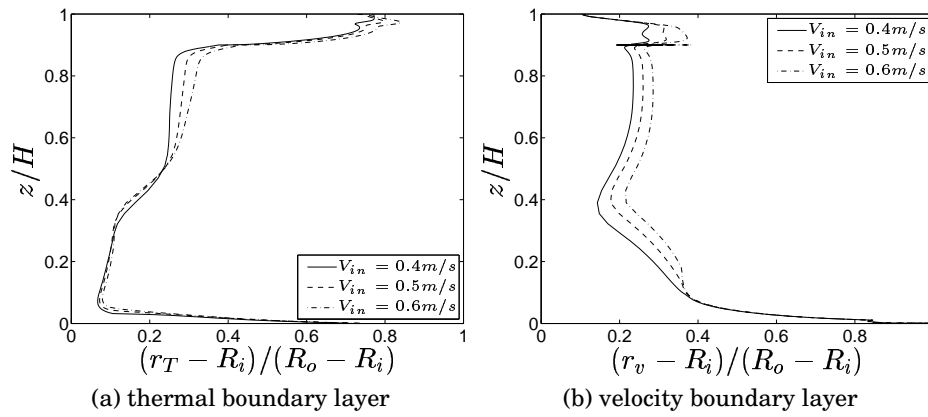 1
0.8
0.6
0.4
0.2
0
0 0.2 0.4 0.6 0.8 1
z/H
(r_T − R_i)/(R_o − R_i)
V_in = 0.4m/s
V_in = 0.5m/s
V_in = 0.6m/s
(a) thermal boundary layer
1
0.8
0.6
0.4
0.2
0
0.2 0.4 0.6 0.8
z/H
(r_v − R_i)/(R_o − R_i)
V_in = 0.4m/s
V_in = 0.5m/s
V_in = 0.6m/s
(b) velocity boundary layer